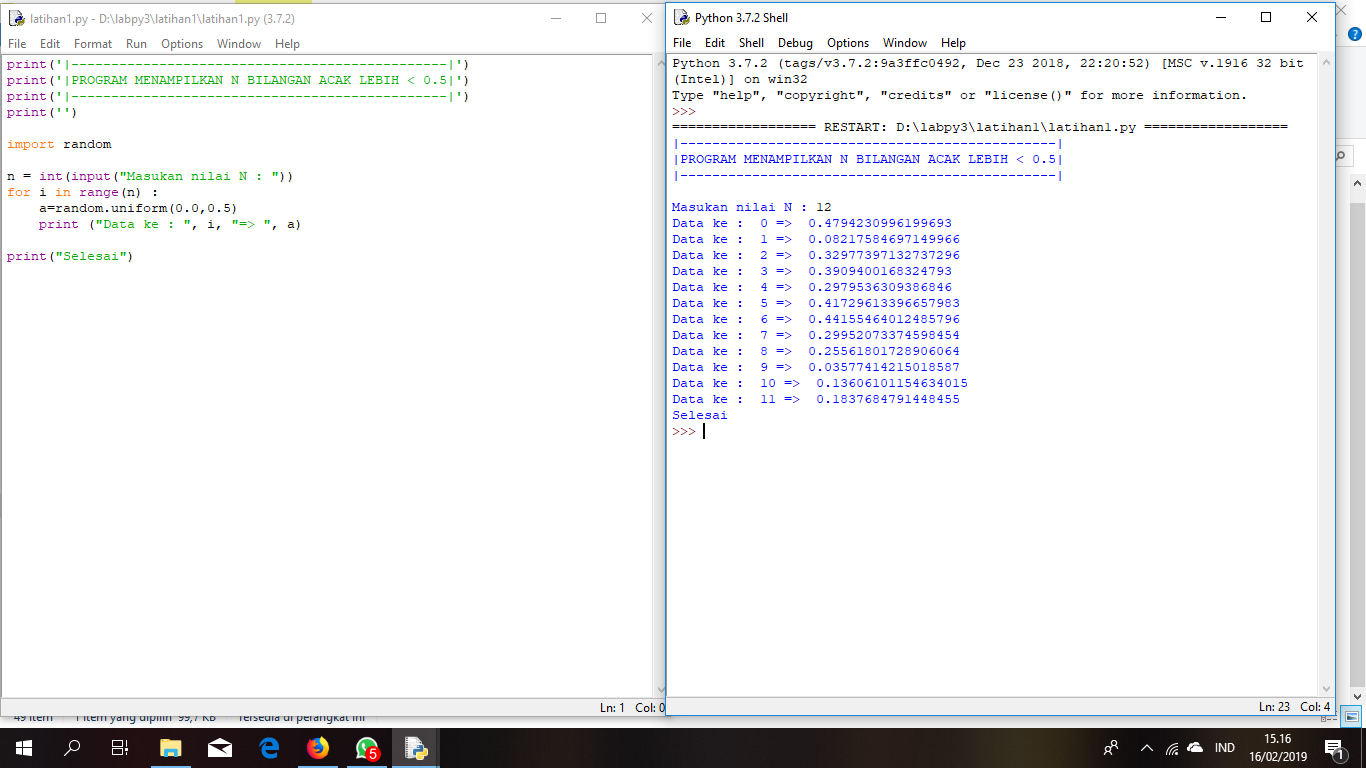 latihan1.py - D:\labpy3\latihan1\latihan1.py (3.7.2)
File Edit Format Run Options Window Help
print('|-----------------------------------------------|')
print('|PROGRAM MENAMPILKAN N BILANGAN ACAK LEBIH < 0.5|')
print('|-----------------------------------------------|')
print('')
import random
n = int(input("Masukan nilai N : "))
for i in range(n) :
    a=random.uniform(0.0,0.5)
    print ("Data ke : ", i, "=> ", a)
print("Selesai")
Ln: 1 Col: 0
Python 3.7.2 Shell
File Edit Shell Debug Options Window Help
Python 3.7.2 (tags/v3.7.2:9a3ffc0492, Dec 23 2018, 22:20:52) [MSC v.1916 32 bit
(Intel)] on win32
Type "help", "copyright", "credits" or "license()" for more information.
>>>
================== RESTART: D:\labpy3\latihan1\latihan1.py ==================
|-----------------------------------------------|
|PROGRAM MENAMPILKAN N BILANGAN ACAK LEBIH < 0.5|
|-----------------------------------------------|
Masukan nilai N : 12
Data ke :  0 =>  0.4794230996199693
Data ke :  1 =>  0.08217584697149966
Data ke :  2 =>  0.32977397132737296
Data ke :  3 =>  0.3909400168324793
Data ke :  4 =>  0.2979536309386846
Data ke :  5 =>  0.41729613396657983
Data ke :  6 =>  0.44155464012485796
Data ke :  7 =>  0.29952073374598454
Data ke :  8 =>  0.25561801728906064
Data ke :  9 =>  0.03577414215018587
Data ke :  10 =>  0.13606101154634015
Data ke :  11 =>  0.1837684791448455
Selesai
>>>
Ln: 23 Col: 4
49 item 1 item yang dipilih 99,7 KB Tersedia di perangkat ini
5
IND
15.16
16/02/2019
1